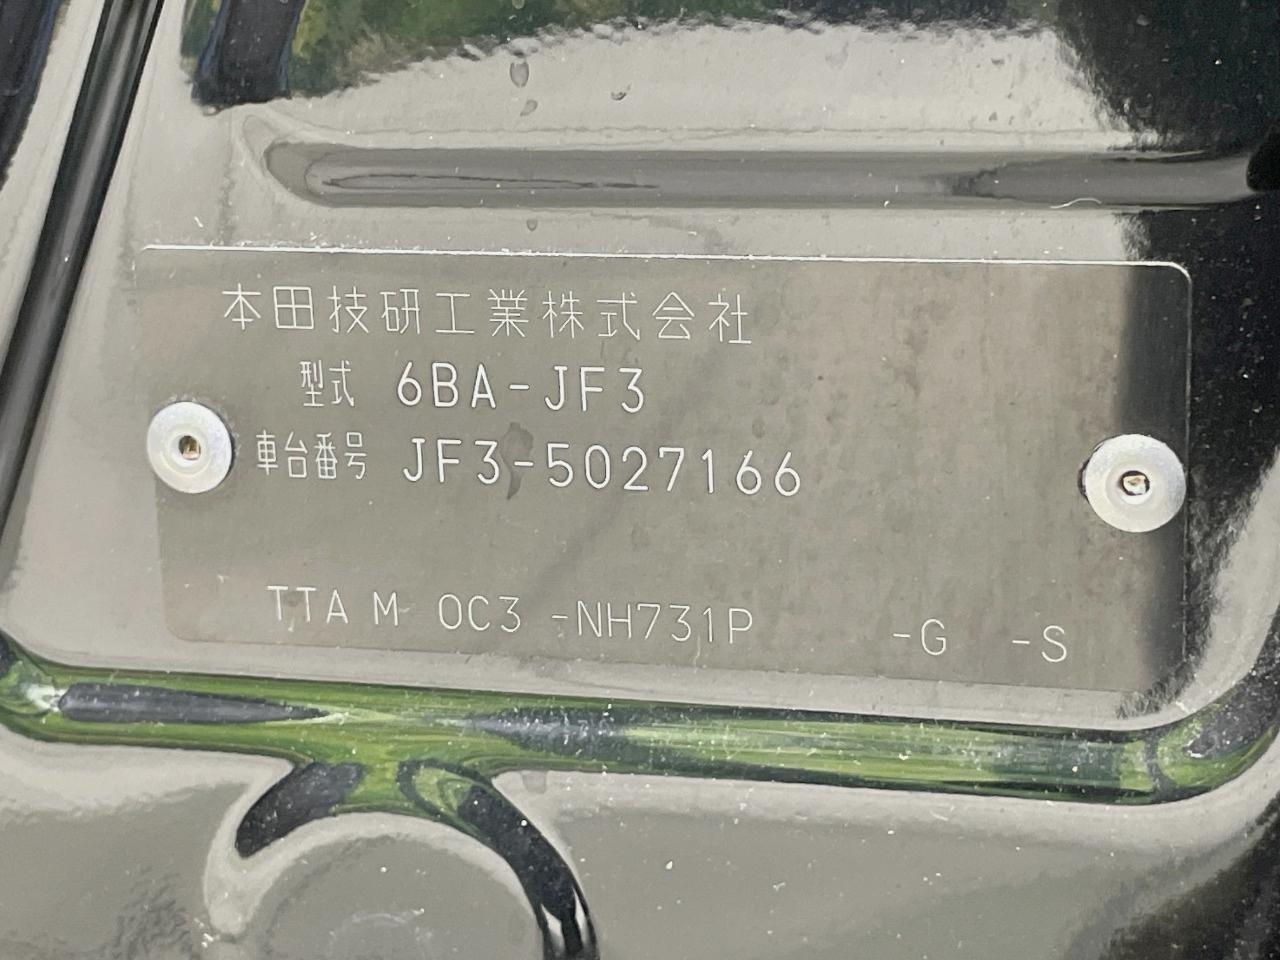 本田技研工業株式会社
型式 6BA-JF3
車台番号 JF3-5027166
TTA M 0C3 -NH731P -G -S